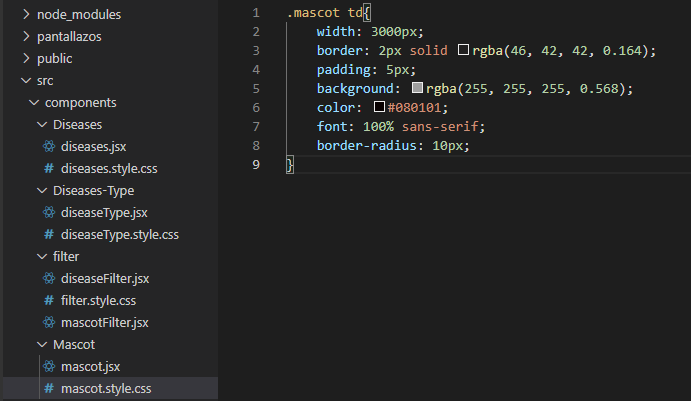 node_modules
pantallazos
public
src
components
Diseases
diseases.jsx
# diseases.style.css
Diseases-Type
diseaseType.jsx
# diseaseType.style.css
filter
diseaseFilter.jsx
# filter.style.css
mascotFilter.jsx
Mascot
mascot.jsx
# mascot.style.css
1 .mascot td{
2 width: 3000px;
3 border: 2px solid rgba(46, 42, 42, 0.164);
4 padding: 5px;
5 background: rgba(255, 255, 255, 0.568);
6 color: #080101;
7 font: 100% sans-serif;
8 border-radius: 10px;
9 }